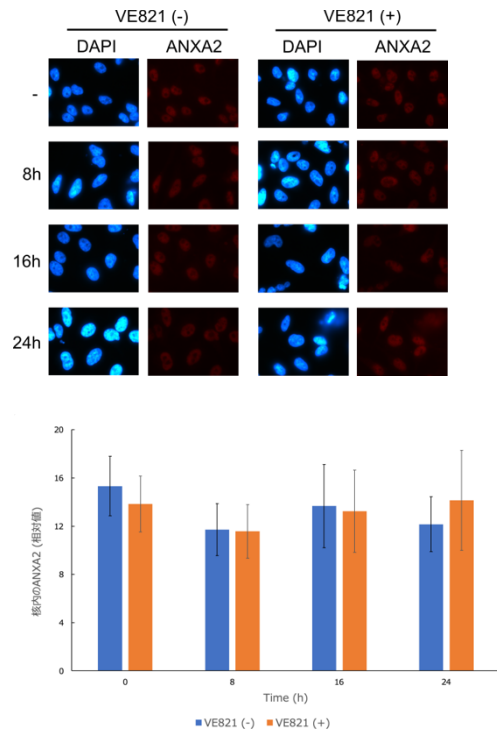 VE821 (-) VE821 (+)
DAPI ANXA2 DAPI ANXA2
-
8h
16h
24h
核内のANXA2 (相対値)
20
16
12
8
4
0
0 8 16 24
Time (h)
VE821 (-) VE821 (+)